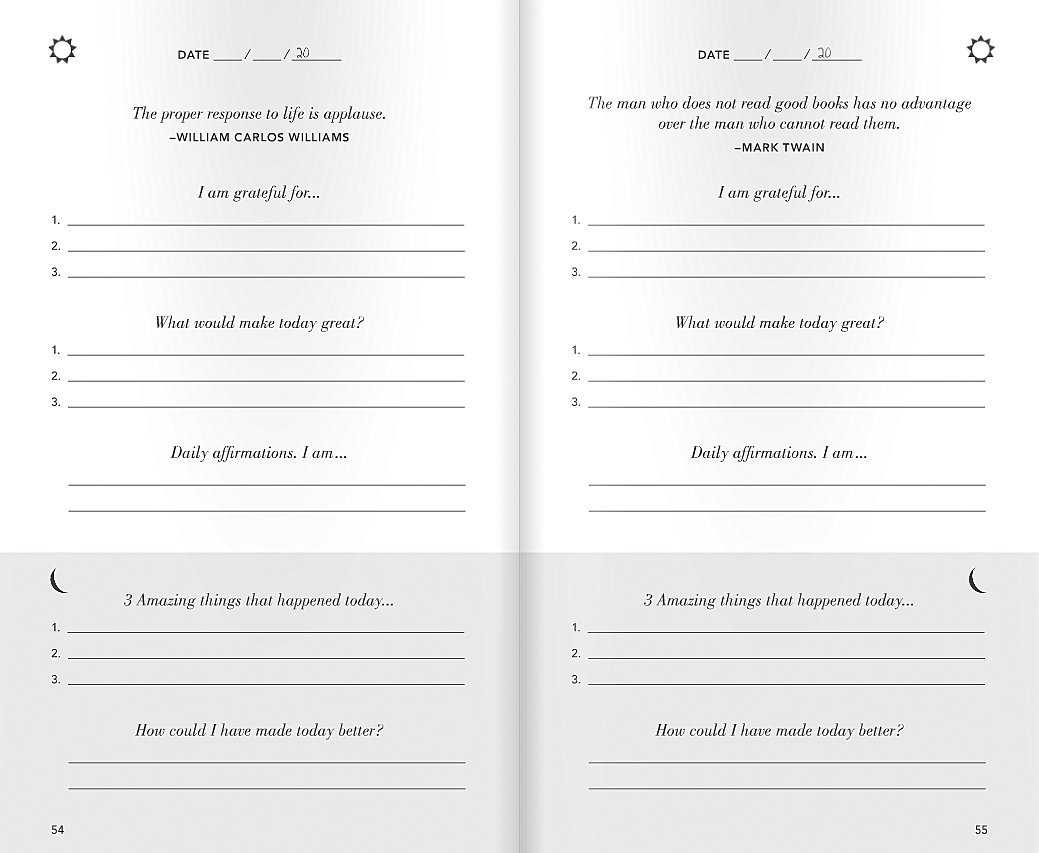 DATE ____ / ____ / 20____
The proper response to life is applause.
–WILLIAM CARLOS WILLIAMS
I am grateful for...
1.
2.
3.
What would make today great?
1.
2.
3.
Daily affirmations. I am...
3 Amazing things that happened today...
1.
2.
3.
How could I have made today better?
54
DATE ____ / ____ / 20____
The man who does not read good books has no advantage
over the man who cannot read them.
–MARK TWAIN
I am grateful for...
1.
2.
3.
What would make today great?
1.
2.
3.
Daily affirmations. I am...
3 Amazing things that happened today...
1.
2.
3.
How could I have made today better?
55